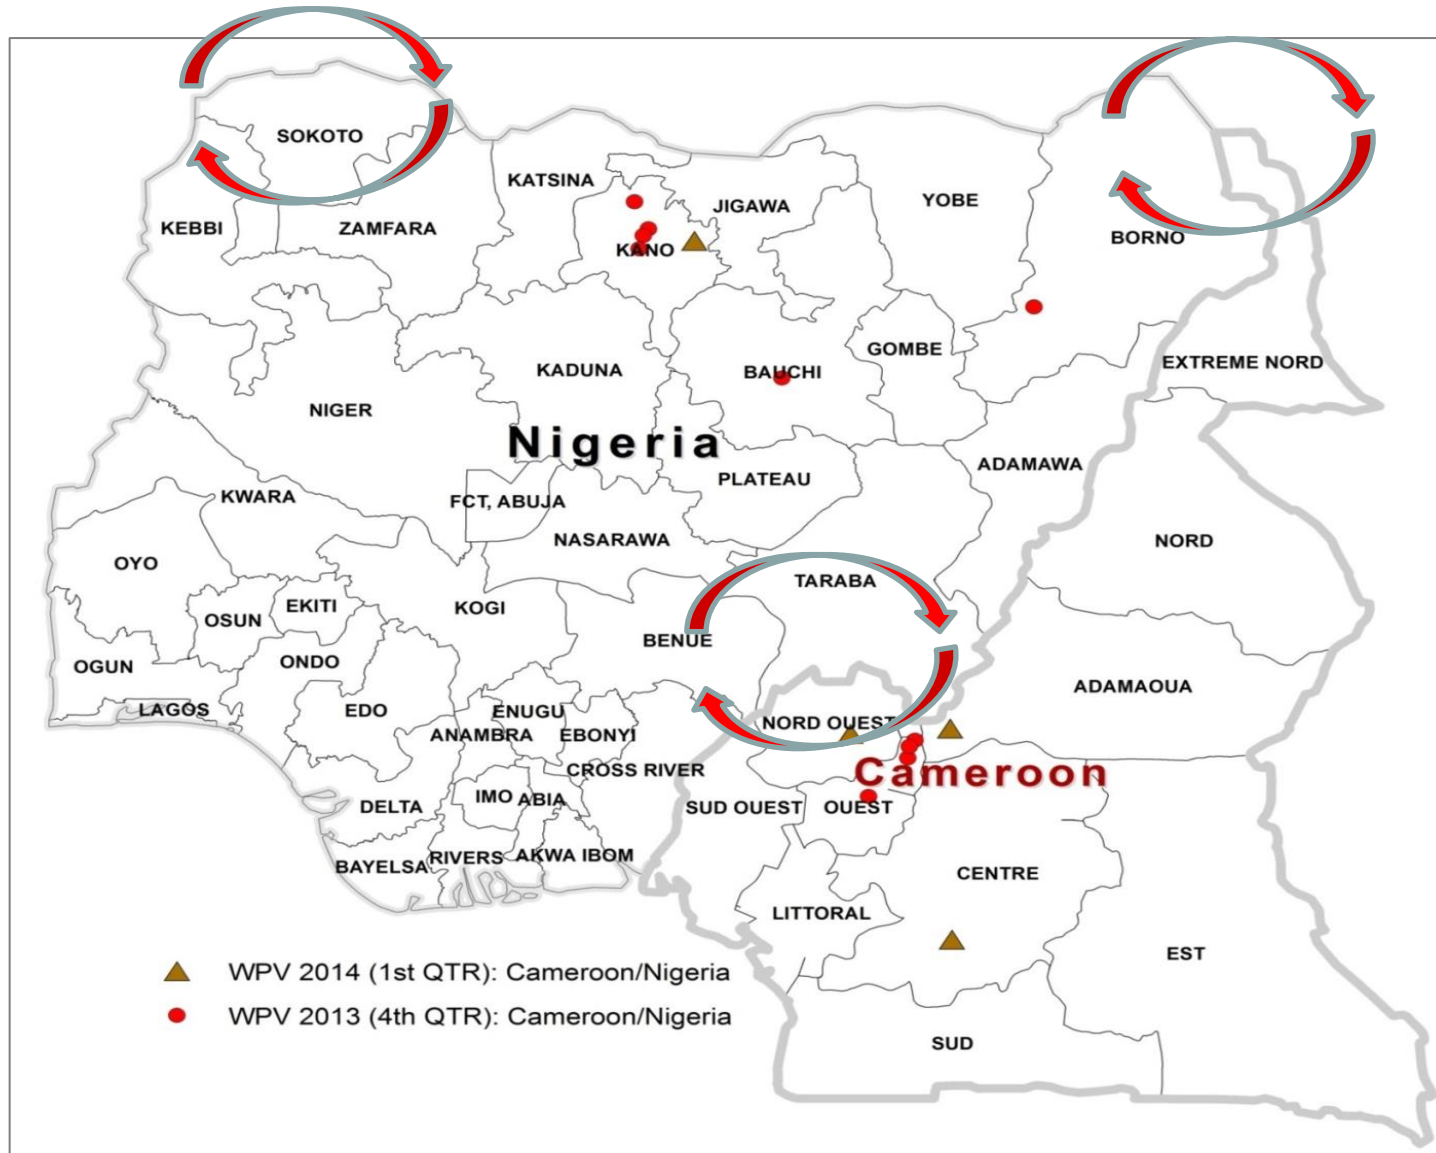 SOKOTO
KATSINA
JIGAWA
YOBE
KEBBI
ZAMFARA
KANO
BORNO
GOMBE
EXTREME NORD
KADUNA
BAUCHI
NIGER
Nigeria
ADAMAWA
PLATEAU
KWARA
FCT, ABUJA
NASARAWA
NORD
OYO
TARABA
EKITI
KOGI
OSUN
BENUE
OGUN
ONDO
ADAMAOUA
LAGOS
EDO
ENUGU
NORD OUEST
ANAMBRA
EBONYI
CROSS RIVER
Cameroon
DELTA
IMO
ABIA
SUD OUEST
OUEST
BAYELSA
RIVERS
AKWA IBOM
CENTRE
LITTORAL
EST
WPV 2014 (1st QTR): Cameroon/Nigeria
WPV 2013 (4th QTR): Cameroon/Nigeria
SUD